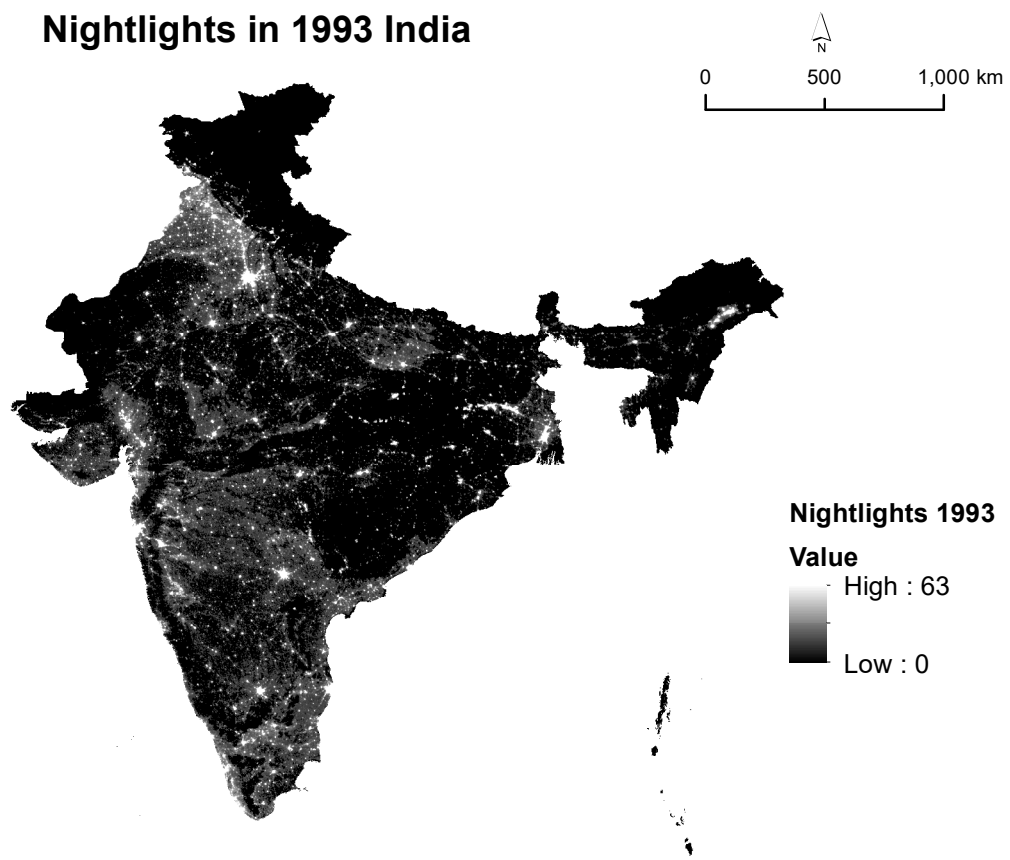 Nightlights in 1993 India
N
0 500 1,000 km
Nightlights 1993
Value
High : 63
Low : 0